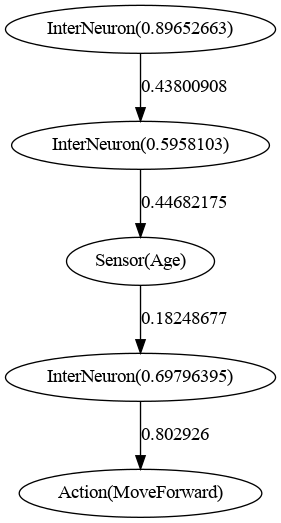 InterNeuron(0.89652663)
0.43800908
InterNeuron(0.5958103)
0.44682175
Sensor(Age)
0.18248677
InterNeuron(0.69796395)
0.802926
Action(MoveForward)